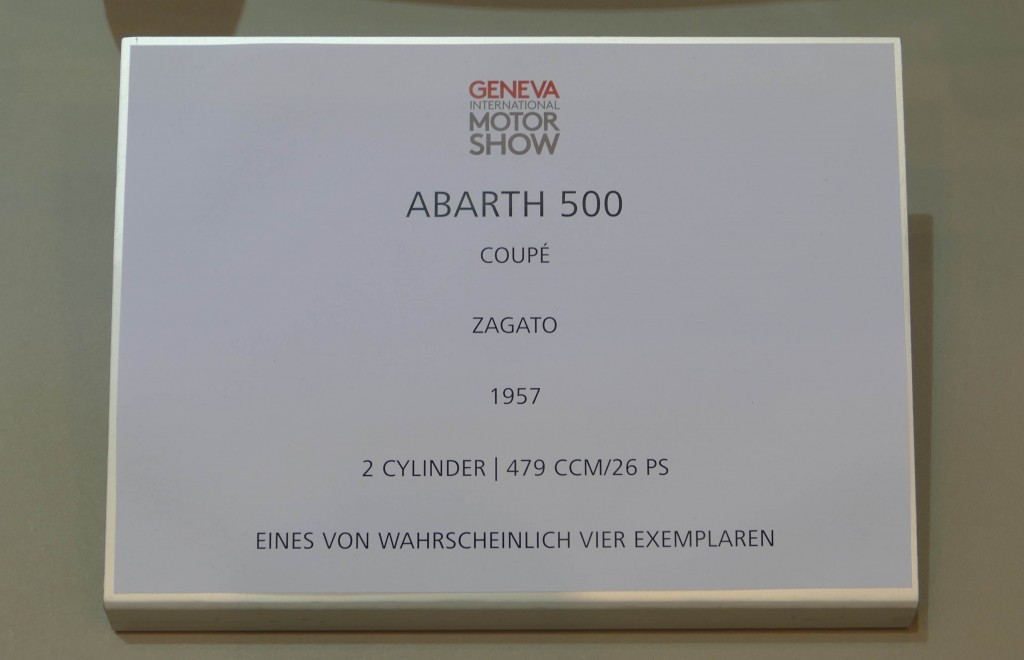 GENEVA
INTERNATIONAL
MOTOR
SHOW
ABARTH 500
COUPÉ
ZAGATO
1957
2 CYLINDER | 479 CCM/26 PS
EINES VON WAHRSCHEINLICH VIER EXEMPLAREN